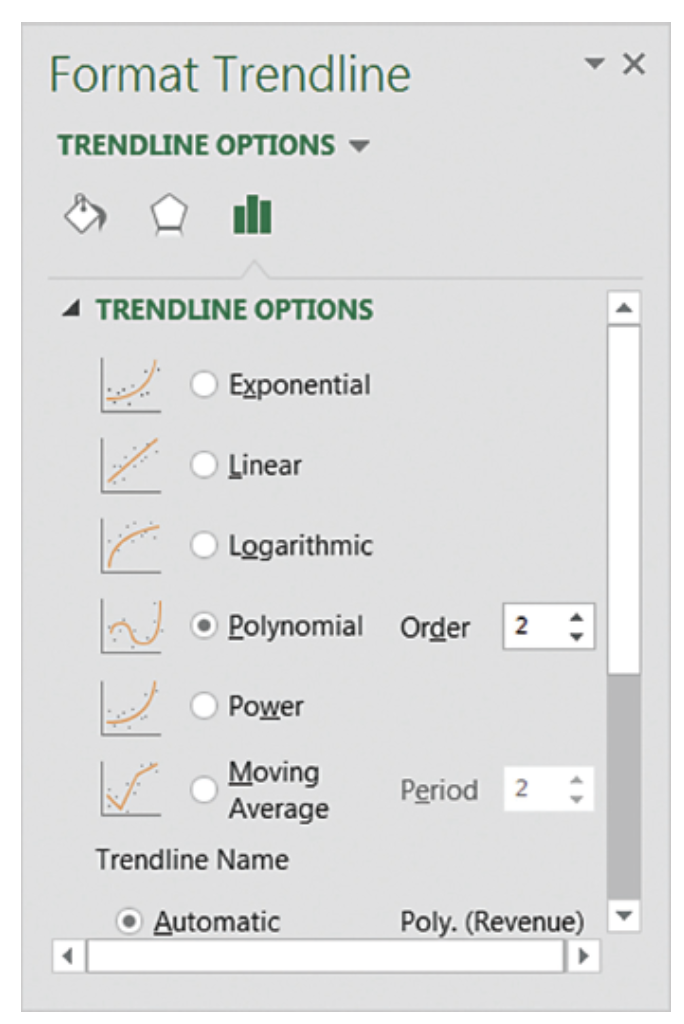 Format Trendline
TRENDLINE OPTIONS
TRENDLINE OPTIONS
Exponential
Linear
Logarithmic
Polynomial Order 2
Power
Moving
Average Period 2
Trendline Name
Automatic Poly. (Revenue)